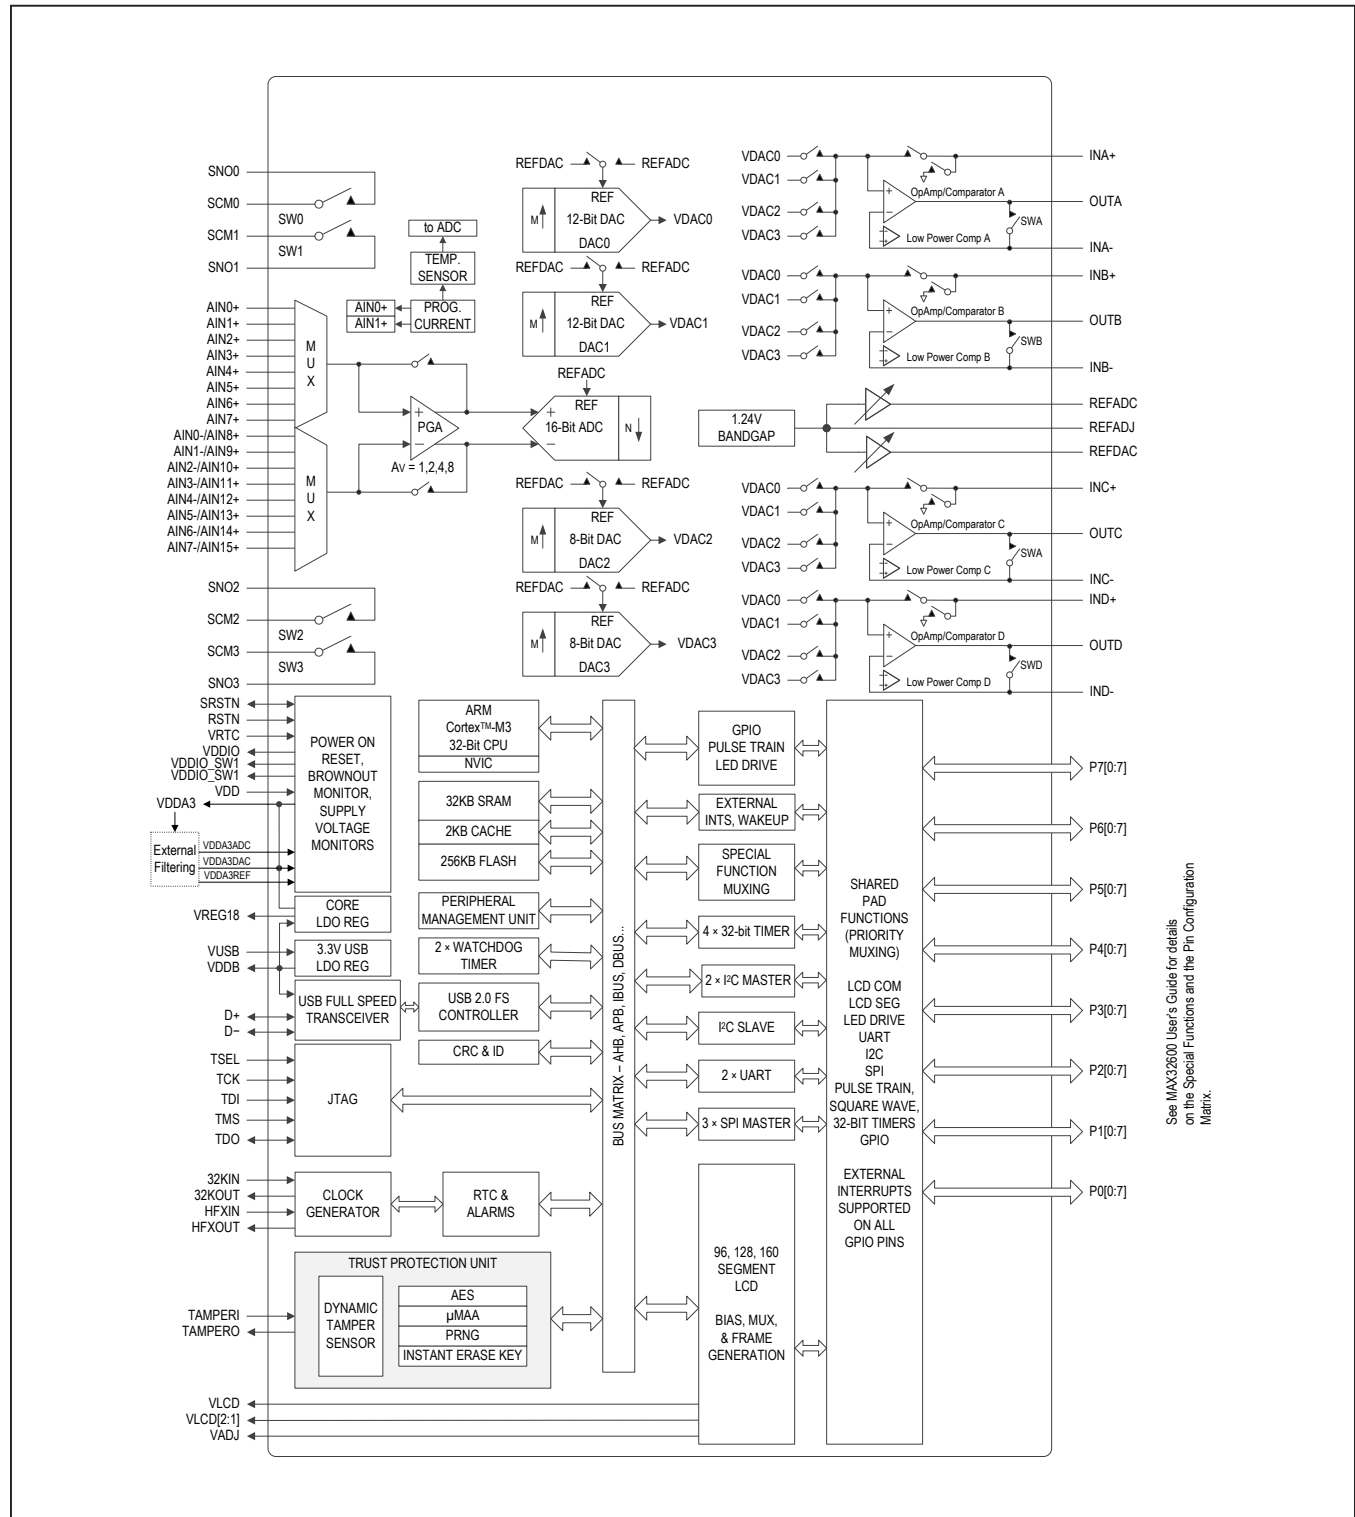 SNO0
SCM0
SW0
SCM1
SW1
SNO1
to ADC
TEMP.
SENSOR
AIN0+
AIN1+
PROG.
CURRENT
AIN0+
AIN1+
AIN2+
AIN3+
AIN4+
AIN5+
AIN6+
AIN7+
AIN0-/AIN8+
AIN1-/AIN9+
AIN2-/AIN10+
AIN3-/AIN11+
AIN4-/AIN12+
AIN5-/AIN13+
AIN6-/AIN14+
AIN7-/AIN15+
M
U
X
M
U
X
+
PGA
−
AV = 1,2,4,8
REFADC
REF
+
16-Bit ADC
−
N
REFDAC
REFADC
REF
M
12-Bit DAC
DAC0
VDAC0
REFDAC
REFADC
REF
M
12-Bit DAC
DAC1
VDAC1
REFDAC
REFADC
REF
M
8-Bit DAC
DAC2
VDAC2
REFDAC
REFADC
REF
M
8-Bit DAC
DAC3
VDAC3
VDAC0
VDAC1
VDAC2
VDAC3
+
−
OpAmp/Comparator A
Low Power Comp A
SWA
INA+
OUTA
INA-
VDAC0
VDAC1
VDAC2
VDAC3
+
−
OpAmp/Comparator B
Low Power Comp B
SWB
INB+
OUTB
INB-
1.24V
BANDGAP
REFADC
REFADJ
REFDAC
VDAC0
VDAC1
VDAC2
VDAC3
+
−
OpAmp/Comparator C
Low Power Comp C
SWA
INC+
OUTC
INC-
VDAC0
VDAC1
VDAC2
VDAC3
+
−
OpAmp/Comparator D
Low Power Comp D
SWD
IND+
OUTD
IND-
SNO2
SCM2
SW2
SCM3
SW3
SNO3
SRSTN
RSTN
VRTC
VDDIO
VDDIO_SW1
VDDIO_SW1
VDD
VDDA3
External
Filtering
VDDA3ADC
VDDA3DAC
VDDA3REF
POWER ON
RESET,
BROWNOUT
MONITOR,
SUPPLY
VOLTAGE
MONITORS
VREG18
CORE
LDO REG
VUSB
VDDB
3.3V USB
LDO REG
D+
D−
USB FULL SPEED
TRANSCEIVER
TSEL
TCK
TDI
TMS
TDO
JTAG
32KIN
32KOUT
HFXIN
HFXOUT
CLOCK
GENERATOR
RTC &
ALARMS
TRUST PROTECTION UNIT
TAMPERI
TAMPERO
DYNAMIC
TAMPER
SENSOR
AES
µMAA
PRNG
INSTANT ERASE KEY
VLCD
VLCD[2:1]
VADJ
ARM
Cortex™-M3
32-Bit CPU
NVIC
32KB SRAM
2KB CACHE
256KB FLASH
PERIPHERAL
MANAGEMENT UNIT
2 × WATCHDOG
TIMER
USB 2.0 FS
CONTROLLER
CRC & ID
BUS MATRIX – AHB, APB, IBUS, DBUS...
GPIO
PULSE TRAIN
LED DRIVE
EXTERNAL
INTS, WAKEUP
SPECIAL
FUNCTION
MUXING
4 × 32-bit TIMER
2 × I²C MASTER
I²C SLAVE
2 × UART
3 × SPI MASTER
96, 128, 160
SEGMENT
LCD
BIAS, MUX,
& FRAME
GENERATION
SHARED
PAD
FUNCTIONS
(PRIORITY
MUXING)
LCD COM
LCD SEG
LED DRIVE
UART
I2C
SPI
PULSE TRAIN,
SQUARE WAVE,
32-BIT TIMERS
GPIO
EXTERNAL
INTERRUPTS
SUPPORTED
ON ALL
GPIO PINS
P7[0:7]
P6[0:7]
P5[0:7]
P4[0:7]
P3[0:7]
P2[0:7]
P1[0:7]
P0[0:7]
See MAX32600 User's Guide for details
on the Special Functions and the Pin Configuration
Matrix.